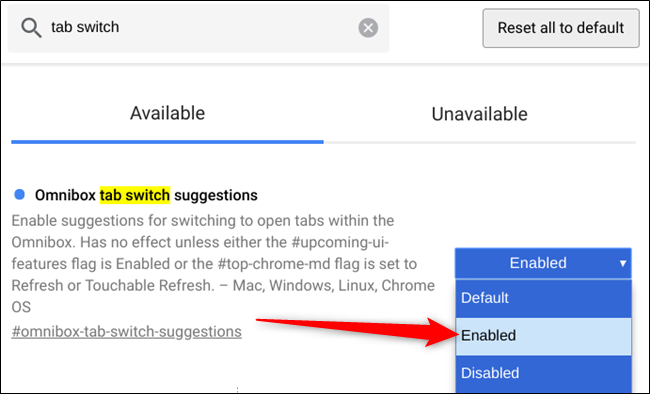 tab switch
Reset all to default
Available
Unavailable
Omnibox tab switch suggestions
Enable suggestions for switching to open tabs within the
Omnibox. Has no effect unless either the #upcoming-ui-
features flag is Enabled or the #top-chrome-md flag is set to
Refresh or Touchable Refresh. – Mac, Windows, Linux, Chrome
OS
#omnibox-tab-switch-suggestions
Enabled
Default
Enabled
Disabled